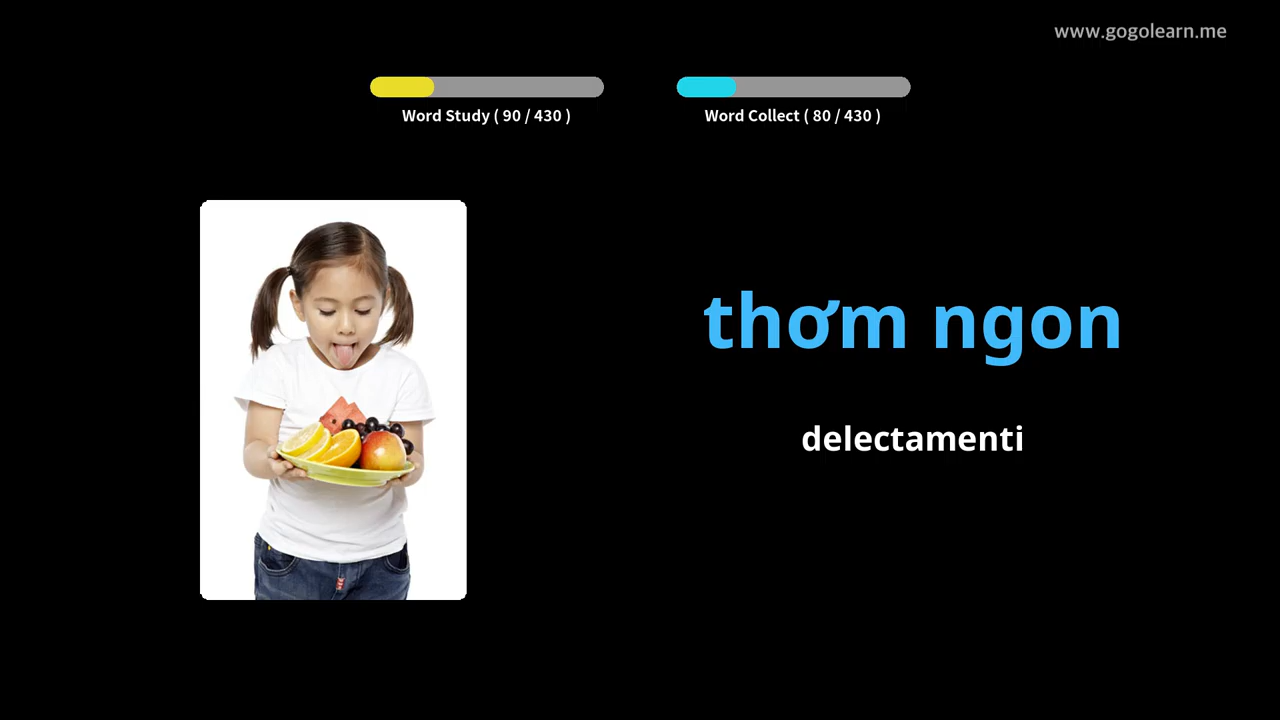 www.gogolearn.me
Word Study ( 90 / 430 )
Word Collect ( 80 / 430 )
thơm ngon
delectamenti